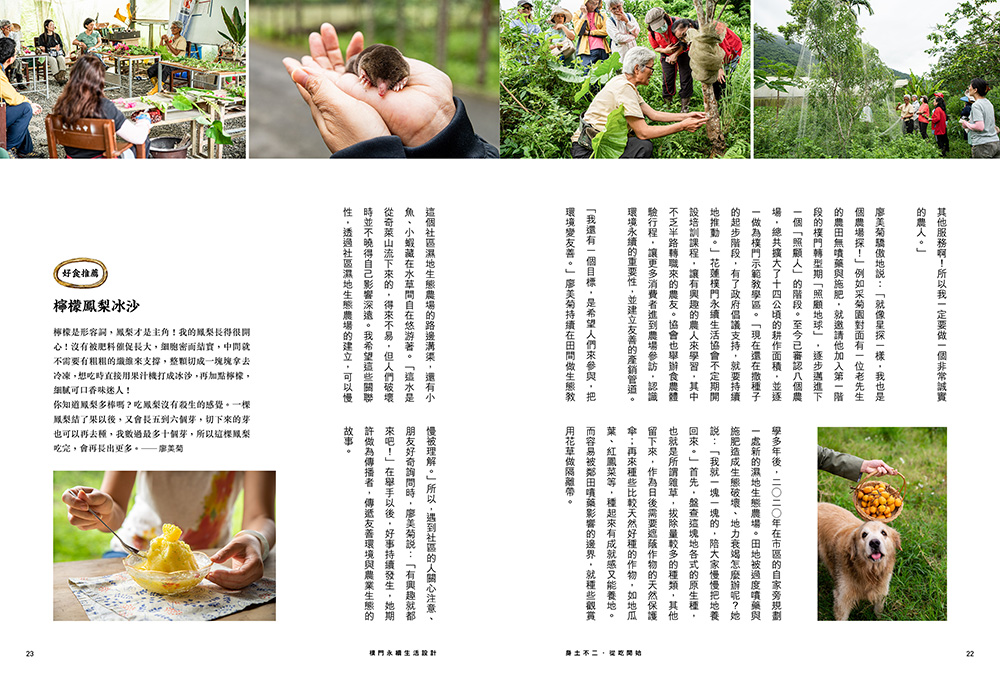 其他服務啊！所以我一定要做一個非常誠實
的農人。」
廖美菊驕傲地說：「就像星探一樣，我也是
個農場探！」例如采菊園對面有一位老先生
的農田無噴藥與施肥，就邀請他加入第一階
段的樸門轉型期「照顧地球」，逐步邁進下
一個「照顧人」的階段。至今已審認八個農
場，總共擴大了十四公頃的耕作面積，並逐
一做為樸門示範教學區。「現在還在撒種子
的起步階段，有了政府倡議支持，就要持續
地推動。」花蓮樸門永續生活協會不定期開
設培訓課程，讓有興趣的農人來學習，其中
不乏半路轉職來的農友。協會也舉辦食農體
驗行程，讓更多消費者進到農場參訪，認識
環境永續的重要性，並建立友善的產銷管道。
「我還有一個目標，是希望人們來參與，把
環境變友善。」廖美菊持續在田間做生態教
學多年後，二〇二〇年在市區的自家旁規劃
一處新的濕地生態農場。田地被過度噴藥與
施肥造成生態破壞、地力衰竭怎麼辦呢？她
說：「我就一塊一塊的，陪大家慢慢把地養
回來。」首先，盤查這塊地各式的原生種，
也就是所謂雜草，拔除量較多的種類，其他
留下來，作為日後需要遮蔭作物的天然保護
傘；再來種些比較天然好種的作物，如地瓜
葉、紅鳳菜等，種起來有成就感又能養地。
而容易被鄰田噴藥影響的邊界，就種些觀賞
用花草做隔離帶。
身土不二，從吃開始
22
這個社區濕地生態農場的路邊溝渠，還有小
魚、小蝦藏在水草間自在悠游著。「這水是
從奇萊山流下來的，得來不易，但人們破壞
時並不曉得自己影響深遠。我希望這些關聯
性，透過社區濕地生態農場的建立，可以慢
慢被理解。」所以，遇到社區的人關心注意、
朋友好奇詢問時，廖美菊說：「有興趣就都
來吧！」在舉手以後，好事持續發生，她期
許做為傳播者，傳遞友善環境與農業生態的
故事。
好食推薦
檸檬鳳梨冰沙
檸檬是形容詞，鳳梨才是主角！我的鳳梨長得很開
心！沒有被肥料催促長大，細胞密而結實，中間就
不需要有粗粗的纖維來支撐，整顆切成一塊塊拿去
冷凍，想吃時直接用果汁機打成冰沙，再加點檸檬，
細膩可口香味迷人！
你知道鳳梨多棒嗎？吃鳳梨沒有殺生的感覺。一棵
鳳梨結了果以後，又會長五到六個芽，切下來的芽
也可以再去種，我數過最多十個芽，所以這棵鳳梨
吃完，會再長出更多。——廖美菊
23
樸門永續生活設計